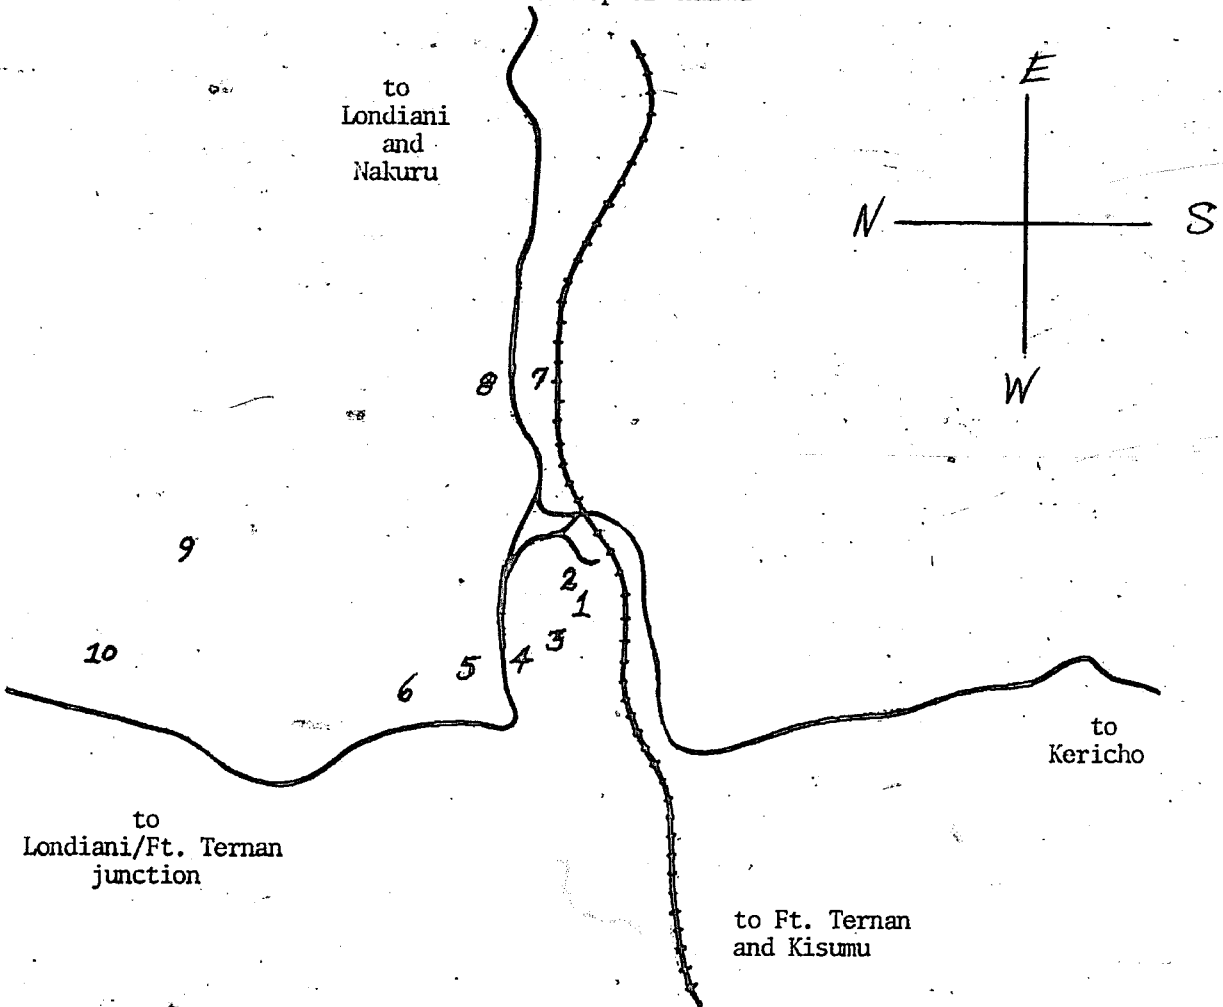 to
Londiani
and
Nakuru
E
N
S
W
8
7
9
2
1
3
4
5
6
10
to
Kericho
to
Londiani/Ft. Ternan
junction
to Ft. Ternan
and Kisumu